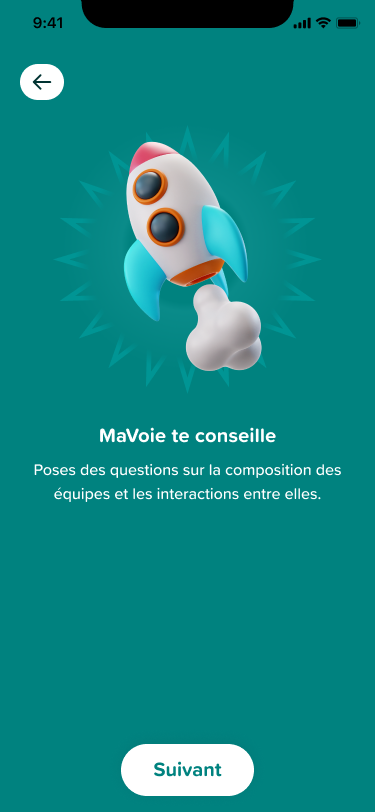 9:41
MaVoie te conseille
Poses des questions sur la composition des
équipes et les interactions entre elles.
Suivant